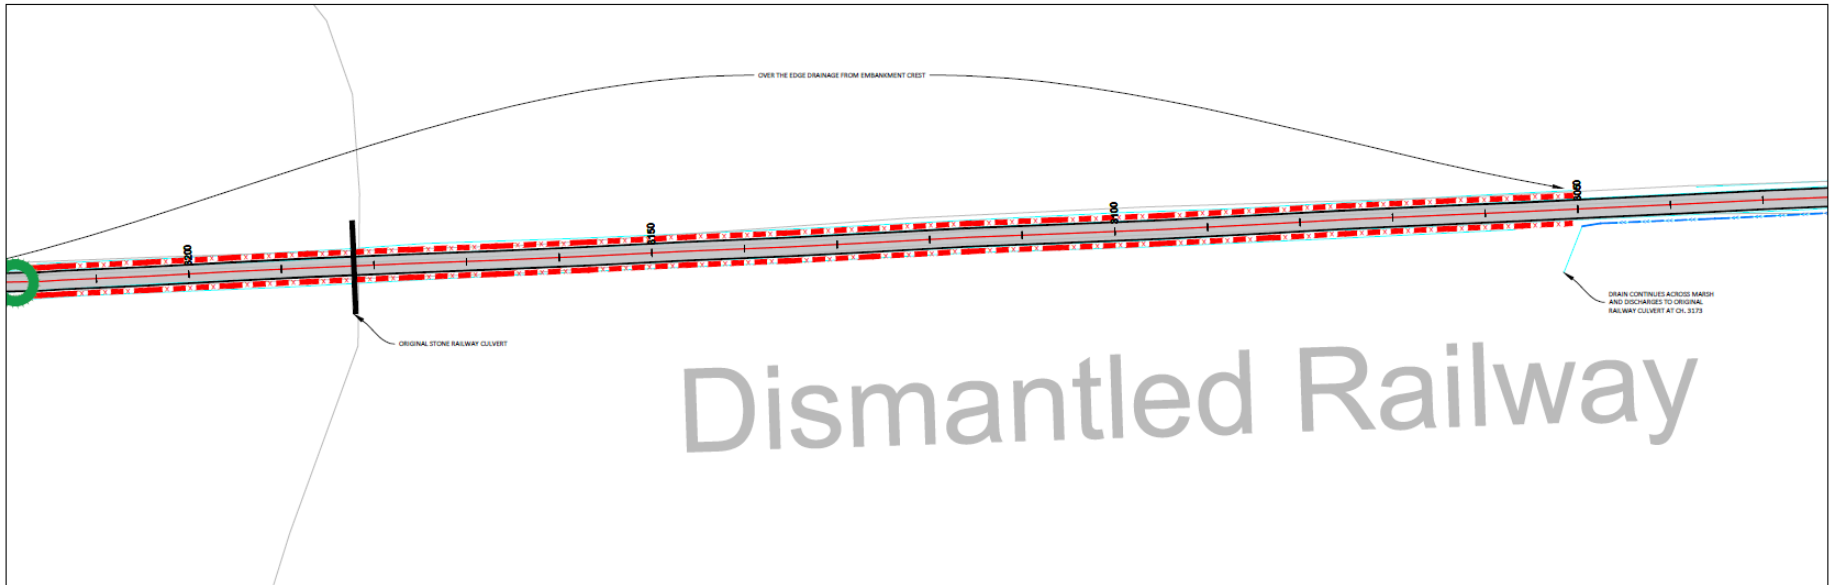 OVER THE EDGE DRAINAGE FROM EMBANKMENT CREST
3200
3150
3100
3050
DRAIN CONTINUES ACROSS MARSH
AND DISCHARGES TO ORIGINAL
RAILWAY CULVERT AT CH. 3173
ORIGINAL STONE RAILWAY CULVERT
Dismantled Railway